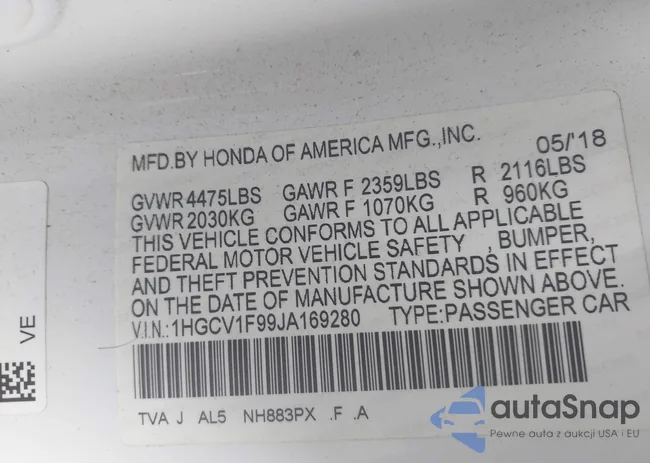 MFD.BY HONDA OF AMERICA MFG.,INC. 05/'18
GVWR 4475LBS GAWR F 2359LBS R 2116LBS
GVWR 2030KG GAWR F 1070KG R 960KG
THIS VEHICLE CONFORMS TO ALL APPLICABLE
FEDERAL MOTOR VEHICLE SAFETY , BUMPER,
AND THEFT PREVENTION STANDARDS IN EFFECT
ON THE DATE OF MANUFACTURE SHOWN ABOVE.
V.I.N.:1HGCV1F99JA169280 TYPE:PASSENGER CAR
TVA J AL5 NH883PX .F .A
VE
autaSnap
Pewne auta z aukcji USA i EU